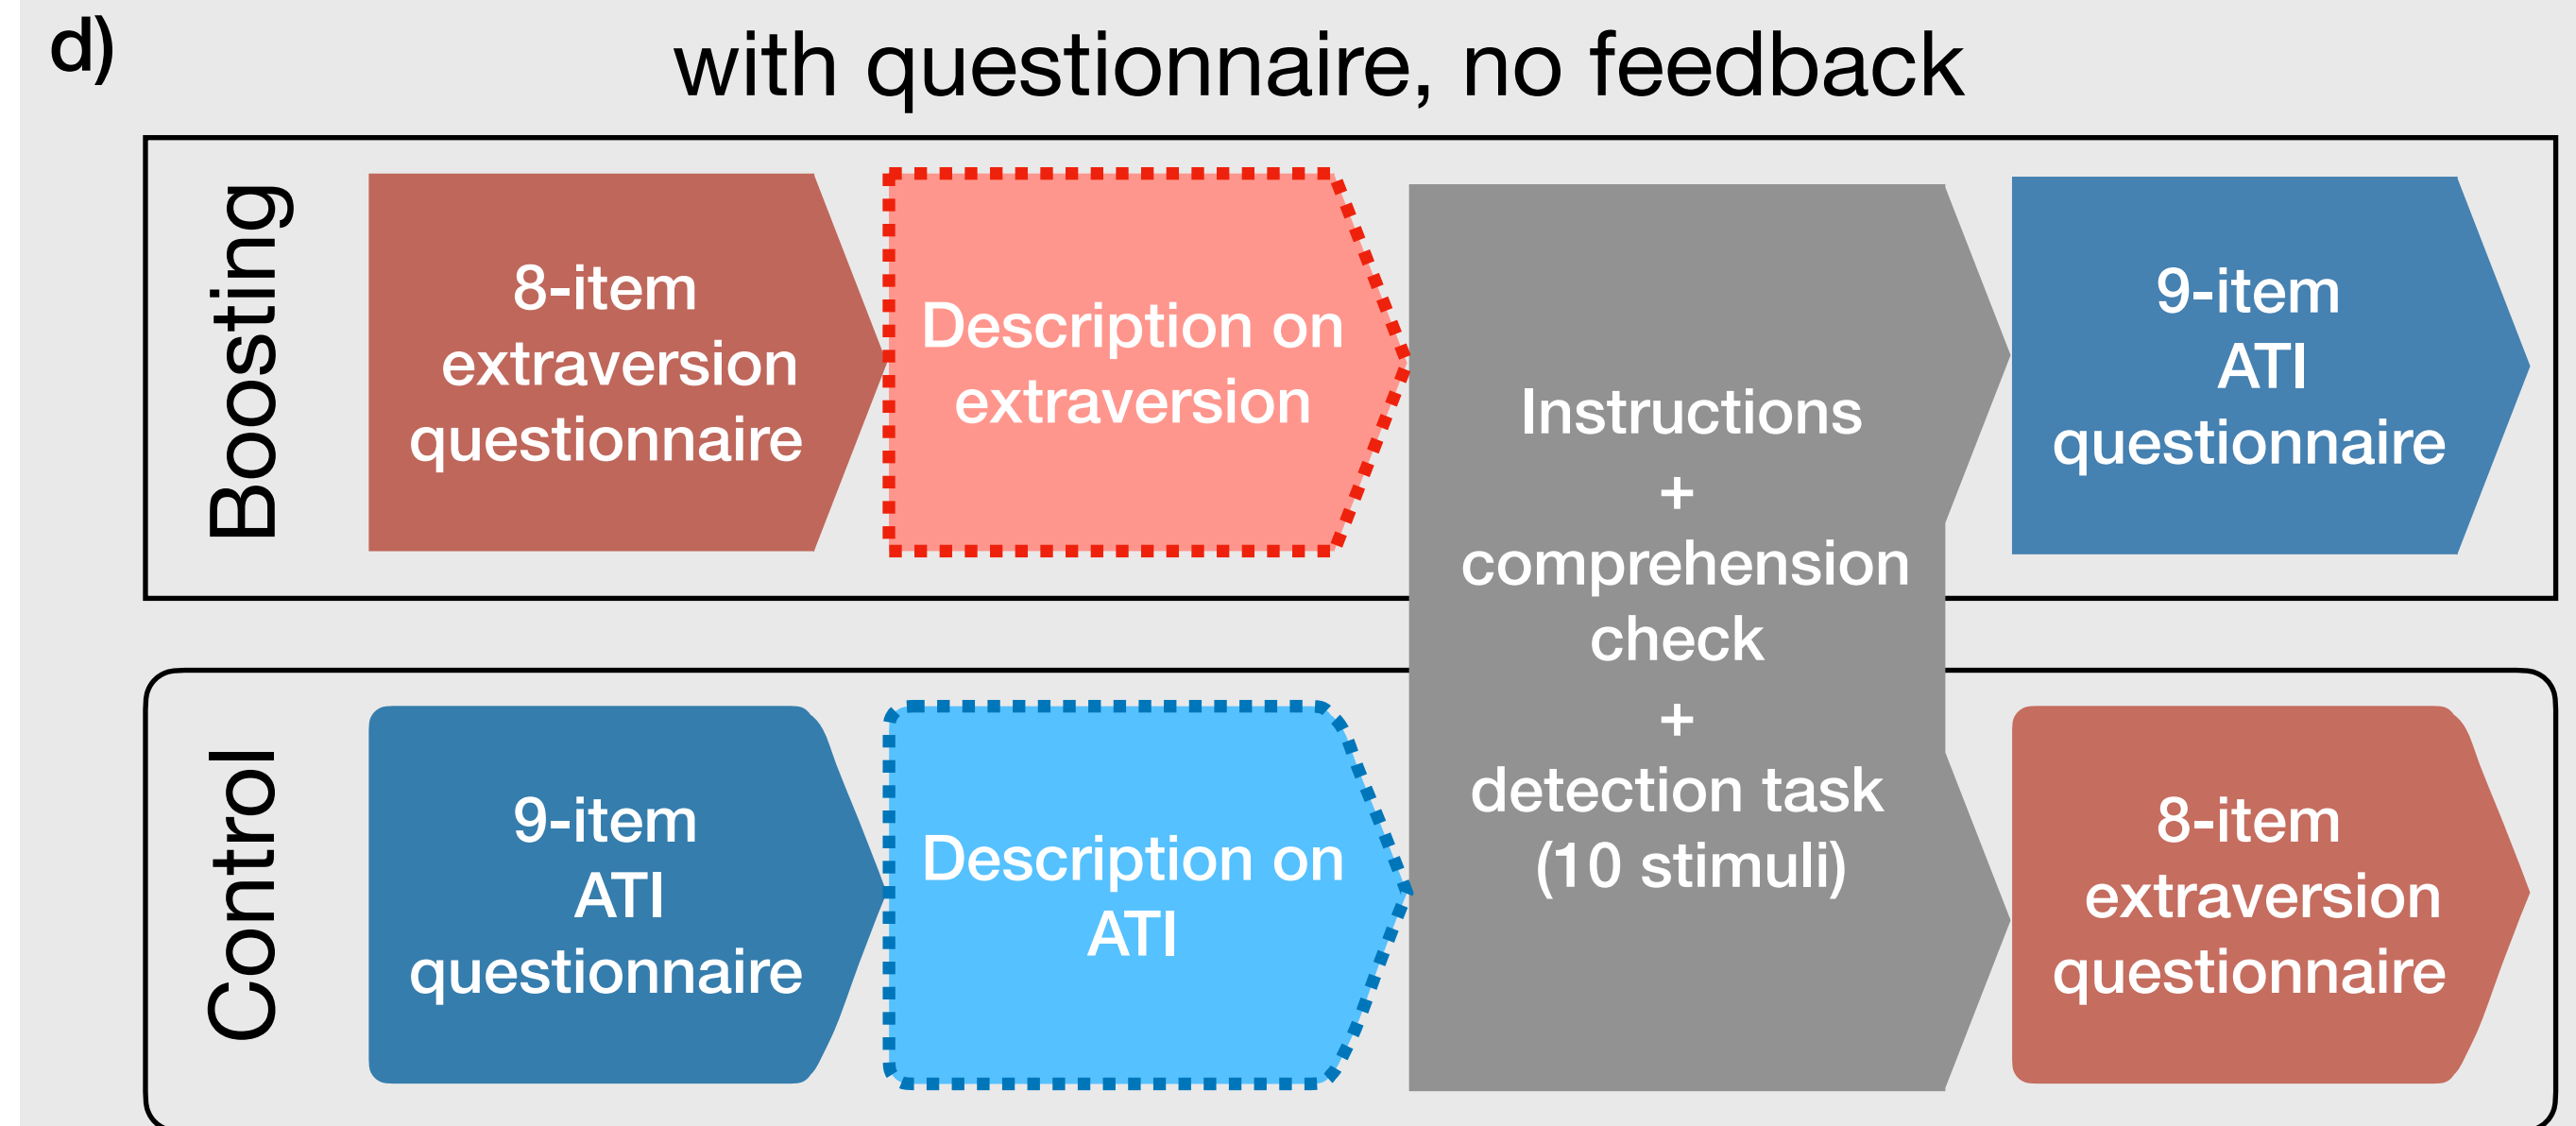 d)
with questionnaire, no feedback
Boosting
8-item
extraversion
questionnaire
Description on
extraversion
Instructions
+
comprehension
check
+
detection task
(10 stimuli)
9-item
ATI
questionnaire
Control
9-item
ATI
questionnaire
Description on
ATI
8-item
extraversion
questionnaire